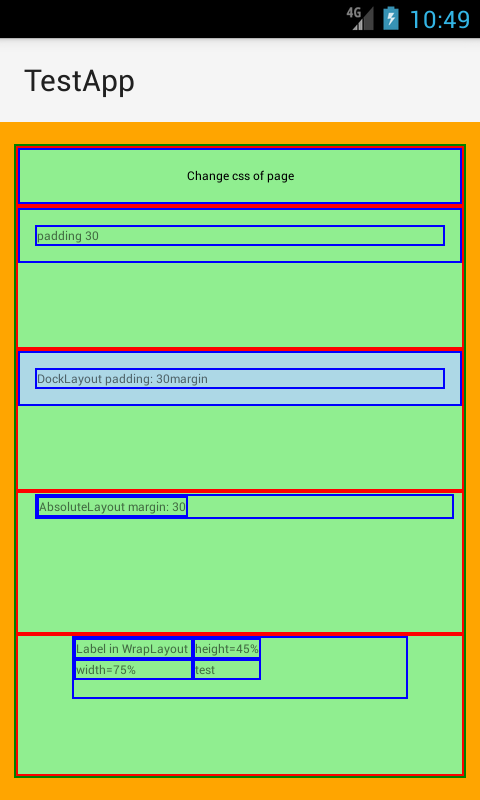 4G
10:49
TestApp
Change css of page
padding 30
DockLayout padding: 30margin
AbsoluteLayout margin: 30
Label in WrapLayout height=45%
width=75% test